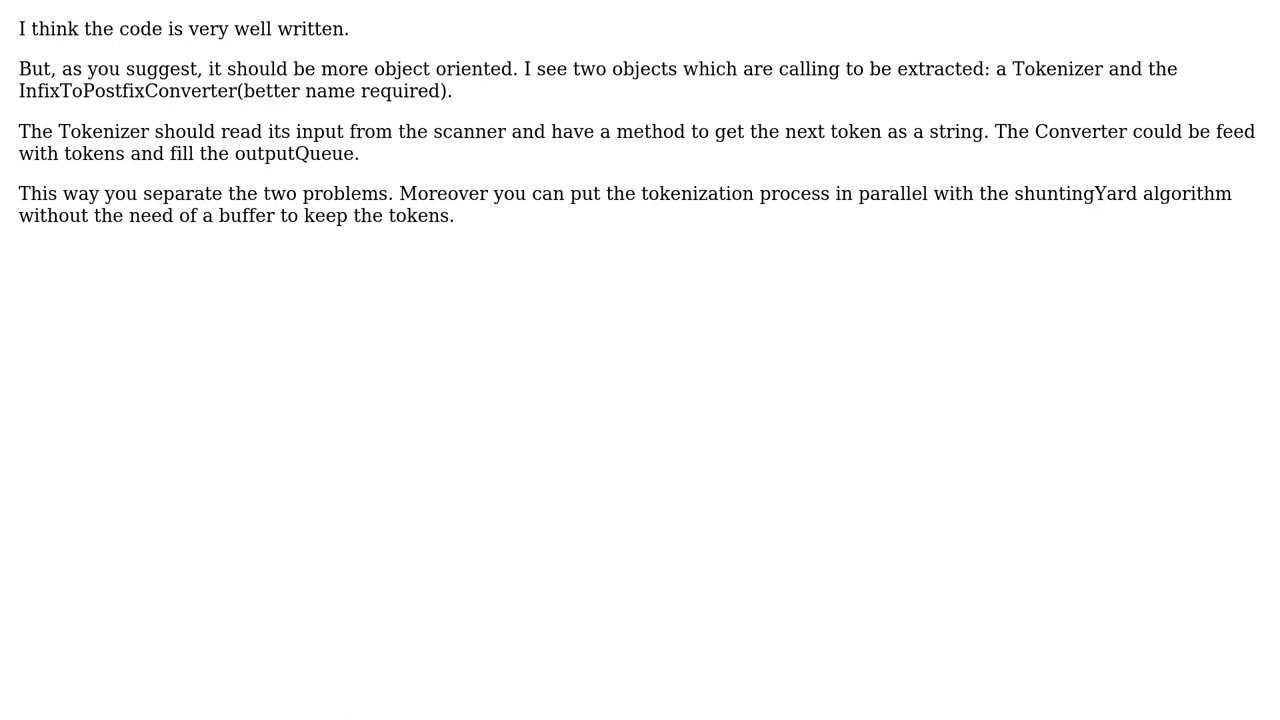 I think the code is very well written.
But, as you suggest, it should be more object oriented. I see two objects which are calling to be extracted: a Tokenizer and the
InfixToPostfixConverter(better name required).
The Tokenizer should read its input from the scanner and have a method to get the next token as a string. The Converter could be feed
with tokens and fill the outputQueue.
This way you separate the two problems. Moreover you can put the tokenization process in parallel with the shuntingYard algorithm
without the need of a buffer to keep the tokens.